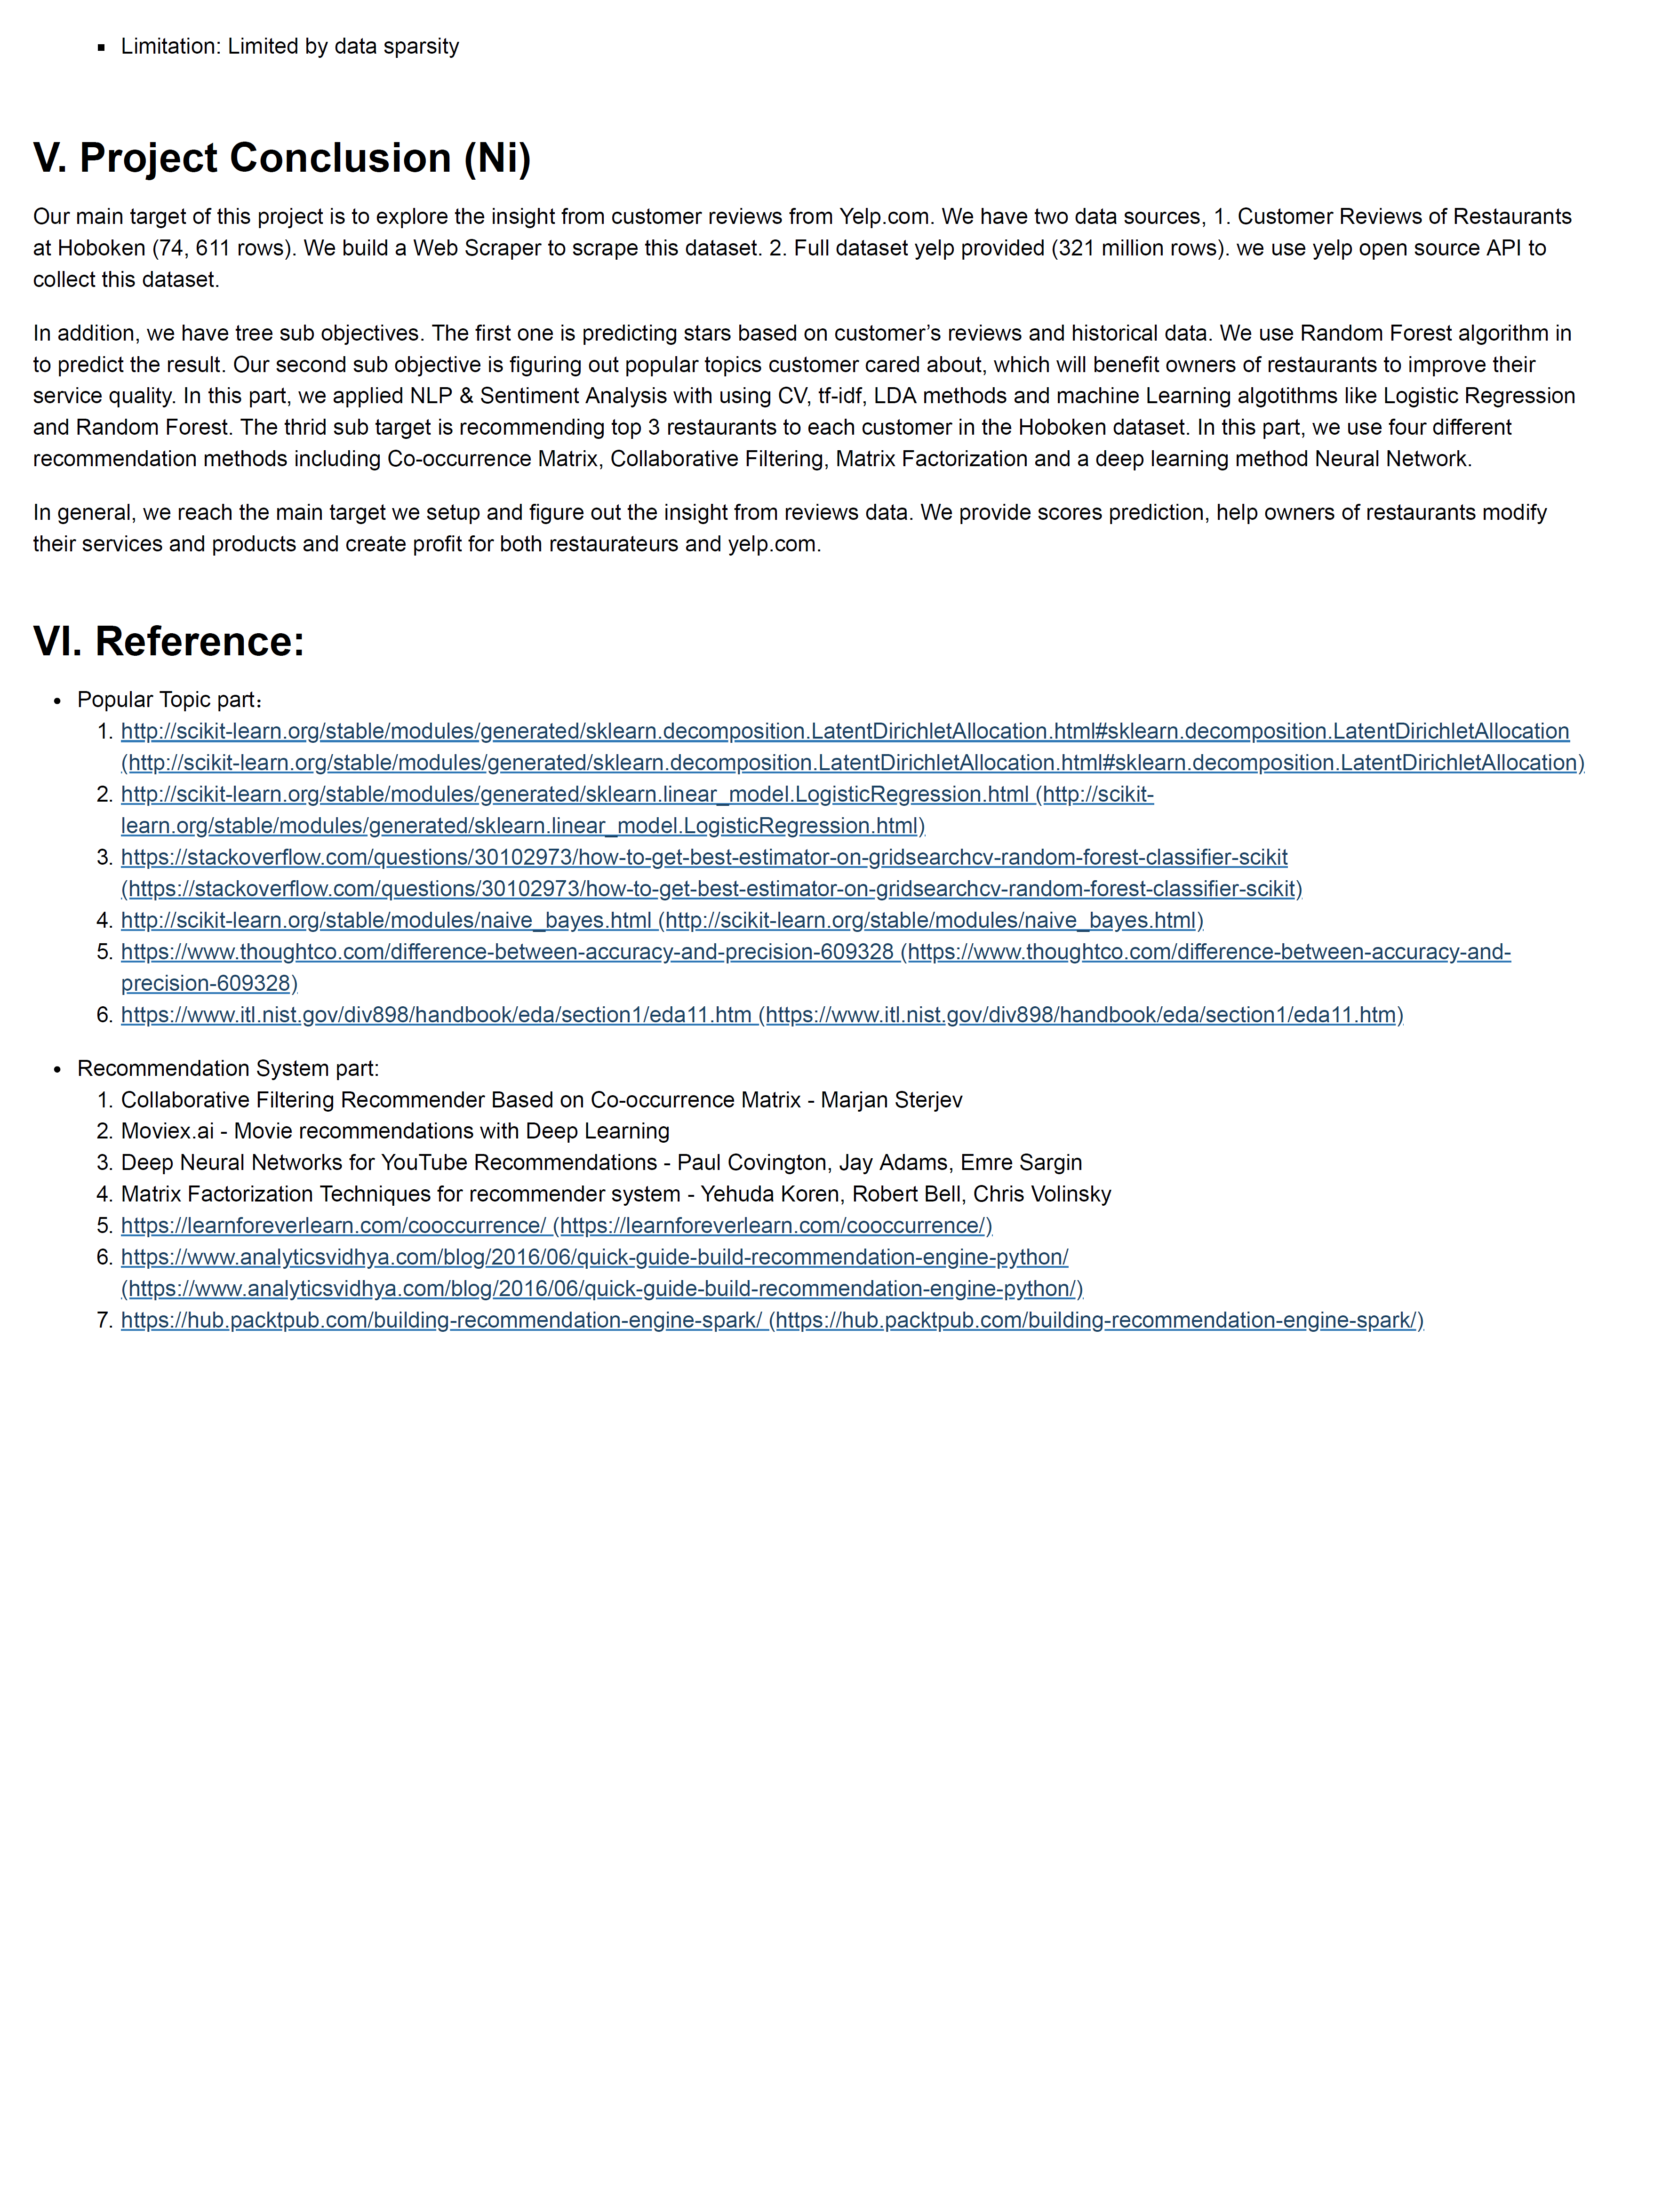 Limitation: Limited by data sparsity
V. Project Conclusion (Ni)
Our main target of this project is to explore the insight from customer reviews from Yelp.com. We have two data sources, 1. Customer Reviews of Restaurants
at Hoboken (74, 611 rows). We build a Web Scraper to scrape this dataset. 2. Full dataset yelp provided (321 million rows). we use yelp open source API to
collect this dataset.
In addition, we have tree sub objectives. The first one is predicting stars based on customer’s reviews and historical data. We use Random Forest algorithm in
to predict the result. Our second sub objective is figuring out popular topics customer cared about, which will benefit owners of restaurants to improve their
service quality. In this part, we applied NLP & Sentiment Analysis with using CV, tf-idf, LDA methods and machine Learning algotithms like Logistic Regression
and Random Forest. The thrid sub target is recommending top 3 restaurants to each customer in the Hoboken dataset. In this part, we use four different
recommendation methods including Co-occurrence Matrix, Collaborative Filtering, Matrix Factorization and a deep learning method Neural Network.
In general, we reach the main target we setup and figure out the insight from reviews data. We provide scores prediction, help owners of restaurants modify
their services and products and create profit for both restaurateurs and yelp.com.
VI. Reference:
Popular Topic part：
1. http://scikit-learn.org/stable/modules/generated/sklearn.decomposition.LatentDirichletAllocation.html#sklearn.decomposition.LatentDirichletAllocation
(http://scikit-learn.org/stable/modules/generated/sklearn.decomposition.LatentDirichletAllocation.html#sklearn.decomposition.LatentDirichletAllocation)
2. http://scikit-learn.org/stable/modules/generated/sklearn.linear_model.LogisticRegression.html (http://scikit-
learn.org/stable/modules/generated/sklearn.linear_model.LogisticRegression.html)
3. https://stackoverflow.com/questions/30102973/how-to-get-best-estimator-on-gridsearchcv-random-forest-classifier-scikit
(https://stackoverflow.com/questions/30102973/how-to-get-best-estimator-on-gridsearchcv-random-forest-classifier-scikit)
4. http://scikit-learn.org/stable/modules/naive_bayes.html (http://scikit-learn.org/stable/modules/naive_bayes.html)
5. https://www.thoughtco.com/difference-between-accuracy-and-precision-609328 (https://www.thoughtco.com/difference-between-accuracy-and-
precision-609328)
6. https://www.itl.nist.gov/div898/handbook/eda/section1/eda11.htm (https://www.itl.nist.gov/div898/handbook/eda/section1/eda11.htm)
Recommendation System part:
1. Collaborative Filtering Recommender Based on Co-occurrence Matrix - Marjan Sterjev
2. Moviex.ai - Movie recommendations with Deep Learning
3. Deep Neural Networks for YouTube Recommendations - Paul Covington, Jay Adams, Emre Sargin
4. Matrix Factorization Techniques for recommender system - Yehuda Koren, Robert Bell, Chris Volinsky
5. https://learnforeverlearn.com/cooccurrence/ (https://learnforeverlearn.com/cooccurrence/)
6. https://www.analyticsvidhya.com/blog/2016/06/quick-guide-build-recommendation-engine-python/
(https://www.analyticsvidhya.com/blog/2016/06/quick-guide-build-recommendation-engine-python/)
7. https://hub.packtpub.com/building-recommendation-engine-spark/ (https://hub.packtpub.com/building-recommendation-engine-spark/)